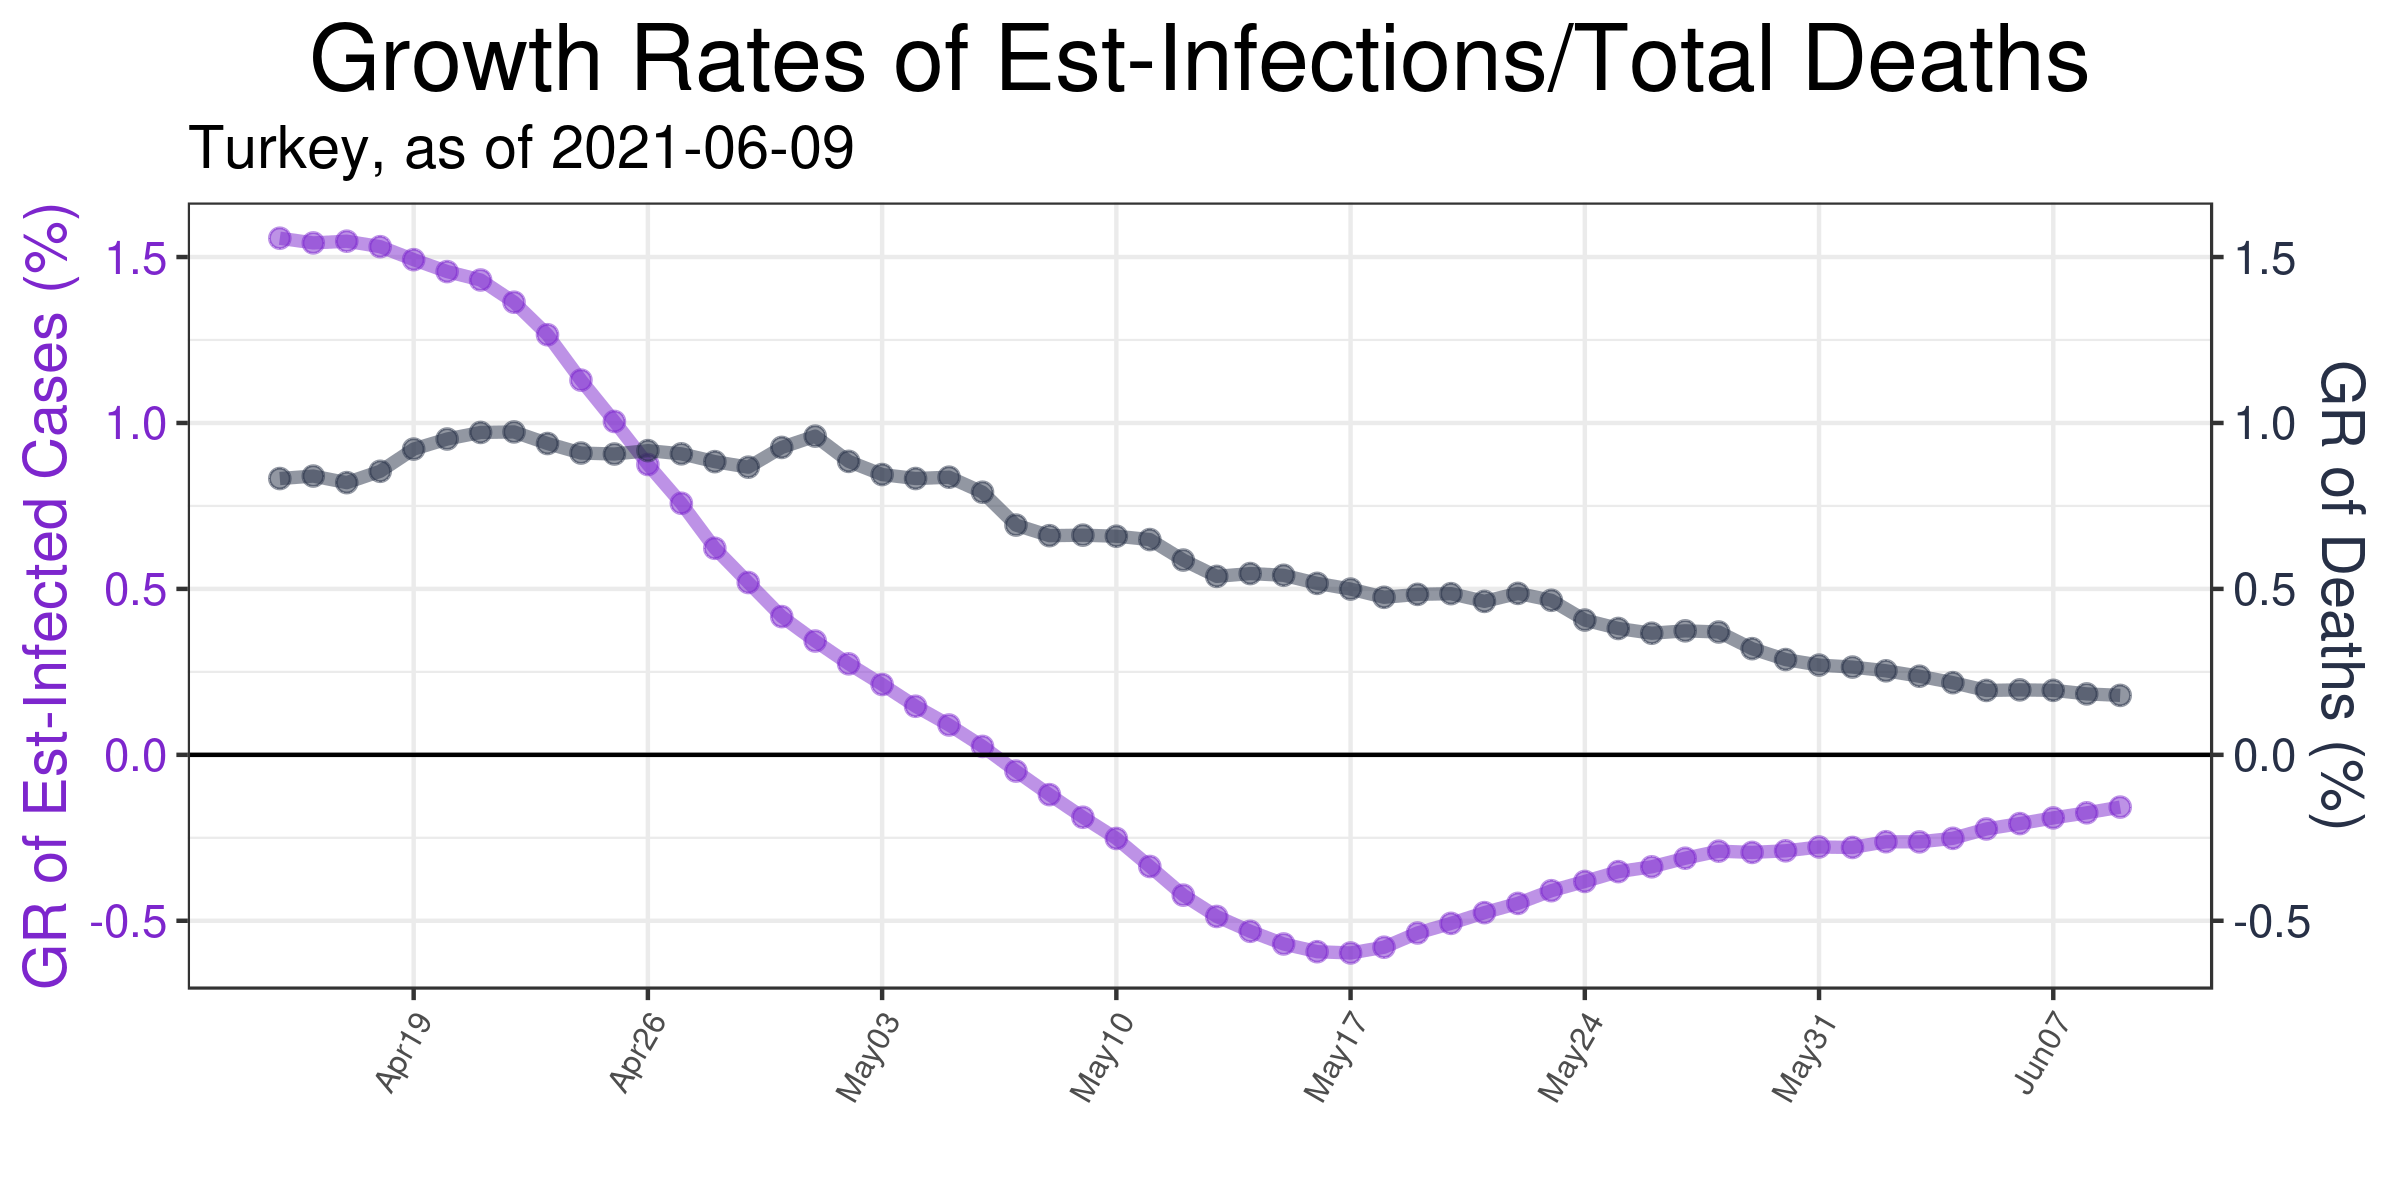 Growth Rates of Est-Infections/Total Deaths
Turkey, as of 2021-06-09
GR of Est-Infected Cases (%)
1.5
1.0
0.5
0.0
-0.5
1.5
1.0
0.5
0.0
-0.5
GR of Deaths (%)
Apr19
Apr26
May03
May10
May17
May24
May31
Jun07